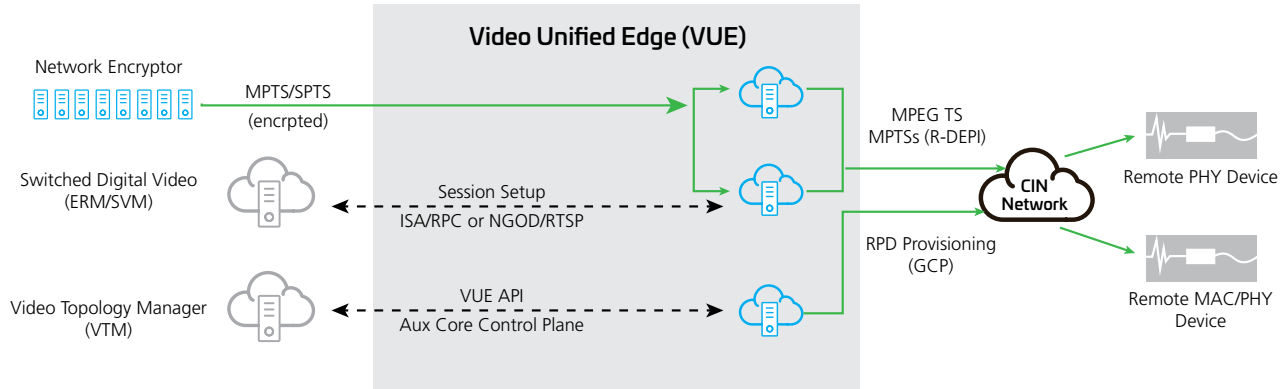 Video Unified Edge (VUE)
Network Encryptor
MPTS/SPTS
(encrpted)
MPEG TS
MPTSs (R-DEPI)
Switched Digital Video
(ERM/SVM)
Session Setup
ISA/RPC or NGOD/RTSP
CIN
Network
Remote PHY Device
RPD Provisioning
(GCP)
Video Topology Manager
(VTM)
VUE API
Aux Core Control Plane
Remote MAC/PHY
Device